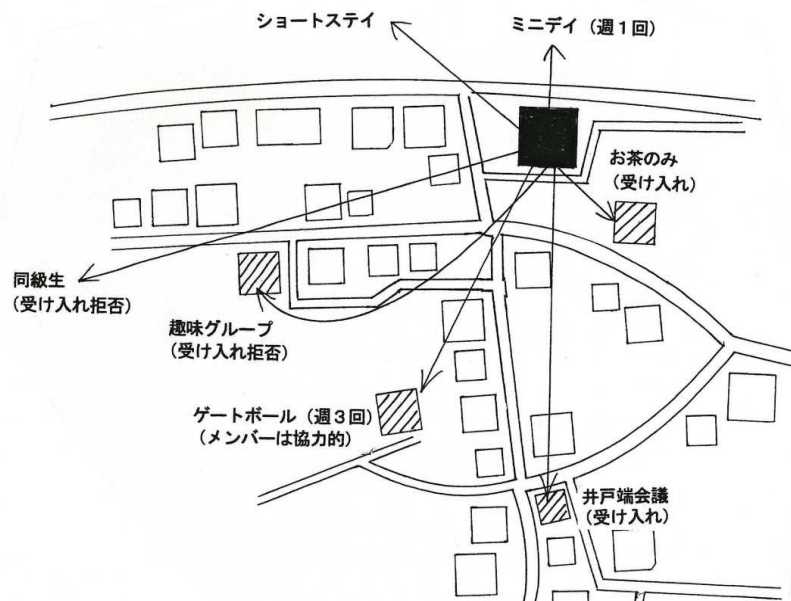 ショートステイ
ミニデイ（週１回）
お茶のみ
（受け入れ）
同級生
（受け入れ拒否）
趣味グループ
（受け入れ拒否）
ゲートボール（週３回）
（メンバーは協力的）
井戸端会議
（受け入れ）